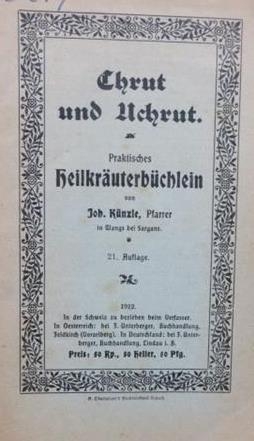 Chrut
und Uchrut.
Praktisches
Heilkräuterbüchlein
von
Joh. Künzle, Pfarrer
in Wangs bei Sargans.
21. Auflage.
1912.
In der Schweiz zu beziehen beim Verfasser.
In Oesterreich: bei F. Unterberger, Buchhandlung,
Feldkirch (Vorarlberg). In Deutschland: bei F. Unter-
berger, Buchhandlung, Lindau i. B.
Preis: 50 Rp., 50 Heller, 50 Pfg.